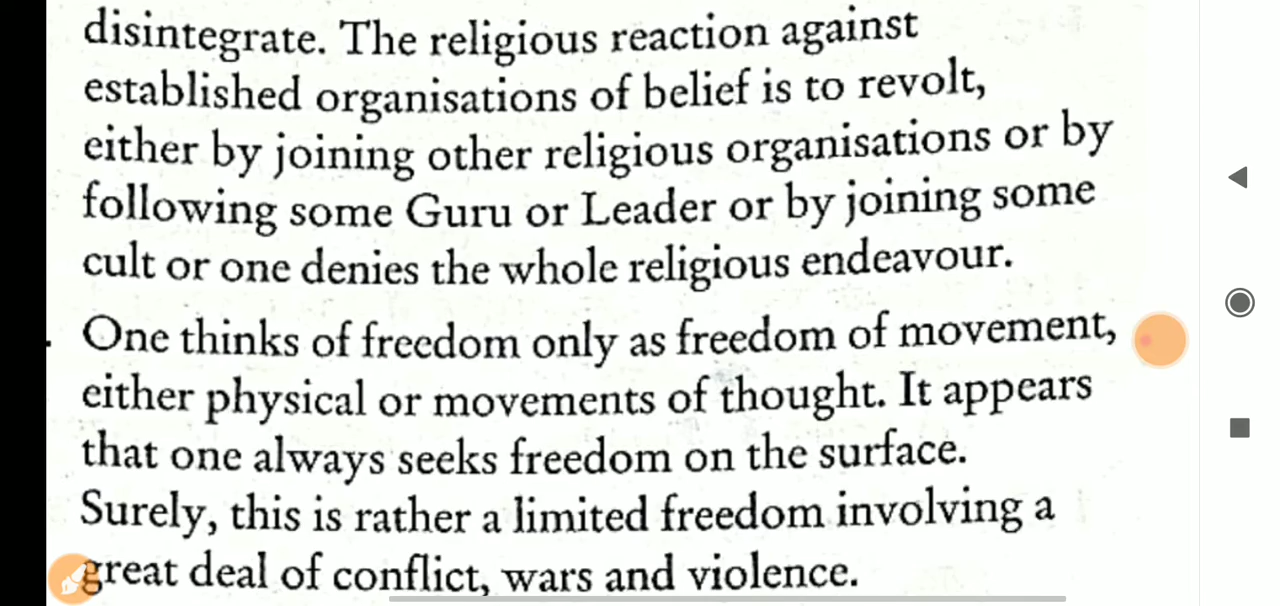 disintegrate. The religious reaction against
established organisations of belief is to revolt,
either by joining other religious organisations or by
following some Guru or Leader or by joining some
cult or one denies the whole religious endeavour.
. One thinks of freedom only as freedom of movement,
either physical or movements of thought. It appears
that one always seeks freedom on the surface.
Surely, this is rather a limited freedom involving a
great deal of conflict, wars and violence.